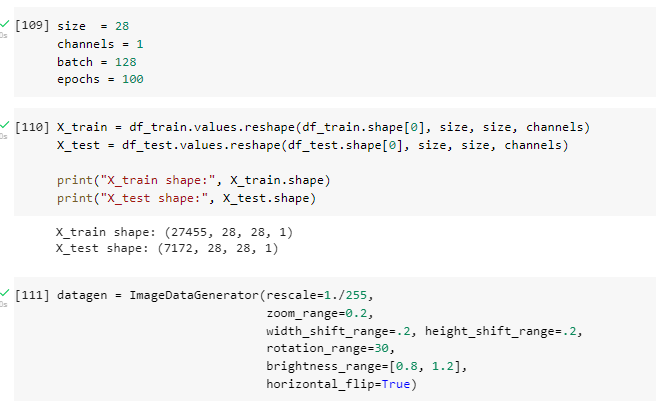 [109] size  = 28
channels = 1
batch = 128
epochs = 100
[110] X_train = df_train.values.reshape(df_train.shape[0], size, size, channels)
X_test = df_test.values.reshape(df_test.shape[0], size, size, channels)
print("X_train shape:", X_train.shape)
print("X_test shape:", X_test.shape)
X_train shape: (27455, 28, 28, 1)
X_test shape: (7172, 28, 28, 1)
[111] datagen = ImageDataGenerator(rescale=1./255,
zoom_range=0.2,
width_shift_range=.2, height_shift_range=.2,
rotation_range=30,
brightness_range=[0.8, 1.2],
horizontal_flip=True)